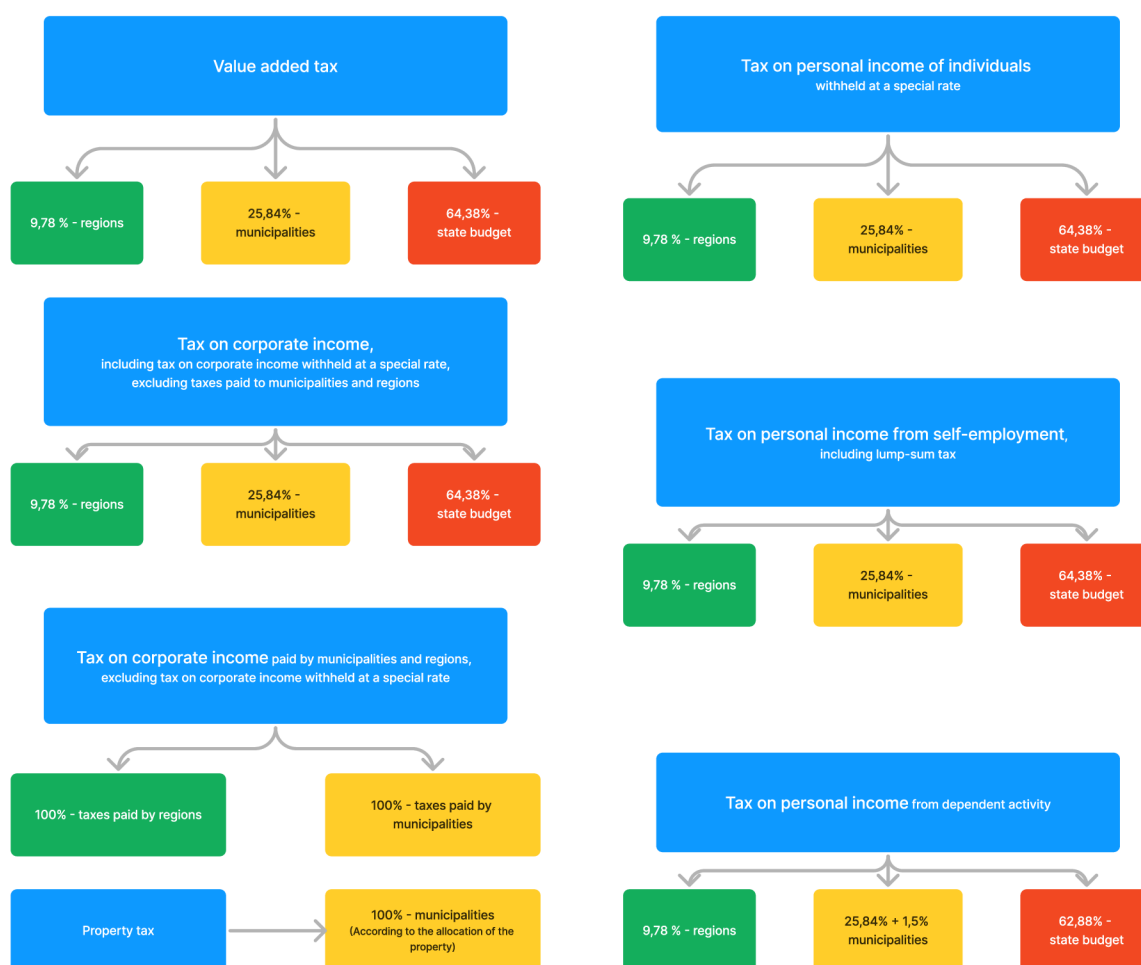 Value added tax
9,78 % - regions
25,84% -
municipalities
64,38% -
state budget
Tax on corporate income,
including tax on corporate income withheld at a special rate,
excluding taxes paid to municipalities and regions
9,78 % - regions
25,84% -
municipalities
64,38% -
state budget
Tax on corporate income paid by municipalities and regions,
excluding tax on corporate income withheld at a special rate
100% - taxes paid by regions
100% - taxes paid by
municipalities
Property tax
100% - municipalities
(According to the allocation of the
property)
Tax on personal income of individuals
withheld at a special rate
9,78 % - regions
25,84% -
municipalities
64,38% -
state budget
Tax on personal income from self-employment,
including lump-sum tax
9,78 % - regions
25,84% -
municipalities
64,38% -
state budget
Tax on personal income from dependent activity
9,78 % - regions
25,84% + 1,5%
municipalities
62,88% -
state budget